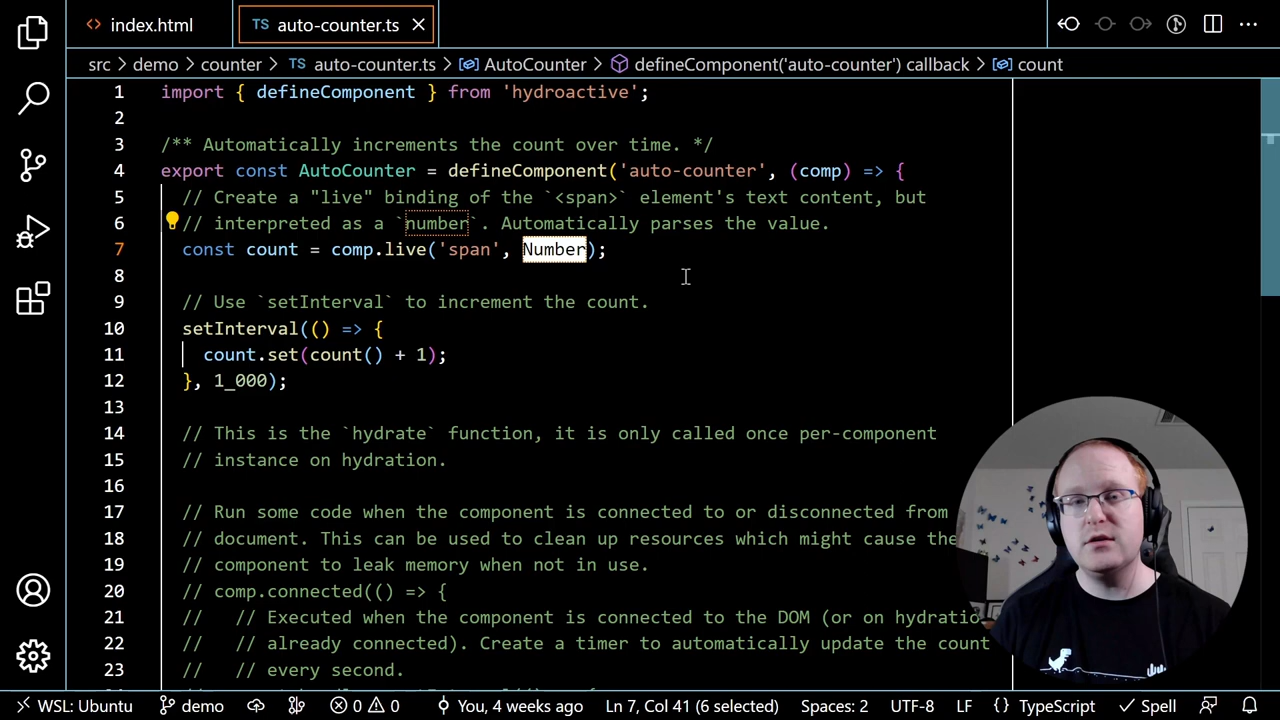 index.html
TS auto-counter.ts
src > demo > counter > TS auto-counter.ts > AutoCounter > defineComponent('auto-counter') callback > count
1 import { defineComponent } from 'hydroactive';
2
3 /** Automatically increments the count over time. */
4 export const AutoCounter = defineComponent('auto-counter', (comp) => {
5 // Create a "live" binding of the `<span>` element's text content, but
6 // interpreted as a `number`. Automatically parses the value.
7 const count = comp.live('span', Number);
8
9 // Use `setInterval` to increment the count.
10 setInterval(() => {
11 count.set(count() + 1);
12 }, 1_000);
13
14 // This is the `hydrate` function, it is only called once per-component
15 // instance on hydration.
16
17 // Run some code when the component is connected to or disconnected from
18 // document. This can be used to clean up resources which might cause the
19 // component to leak memory when not in use.
20 // comp.connected(() => {
21 // // Executed when the component is connected to the DOM (or on hydratio
22 // // already connected). Create a timer to automatically update the count
23 // // every second.
WSL: Ubuntu demo 0 0 You, 4 weeks ago Ln 7, Col 41 (6 selected) Spaces: 2 UTF-8 LF {} TypeScript Spell